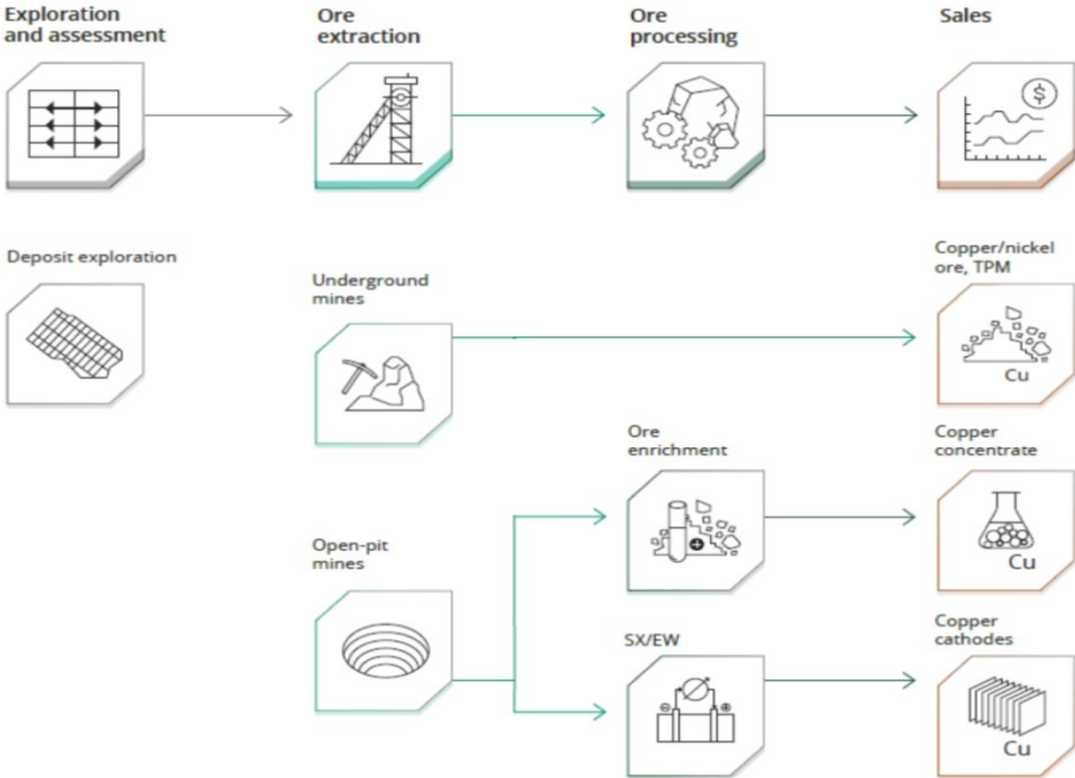 Exploration
and assessment
Ore
extraction
Ore
processing
Sales
$
Deposit exploration
Underground
mines
Copper/nickel
ore, TPM
Cu
Ore
enrichment
Copper
concentrate
Cu
Open-pit
mines
SX/EW
Copper
cathodes
Cu